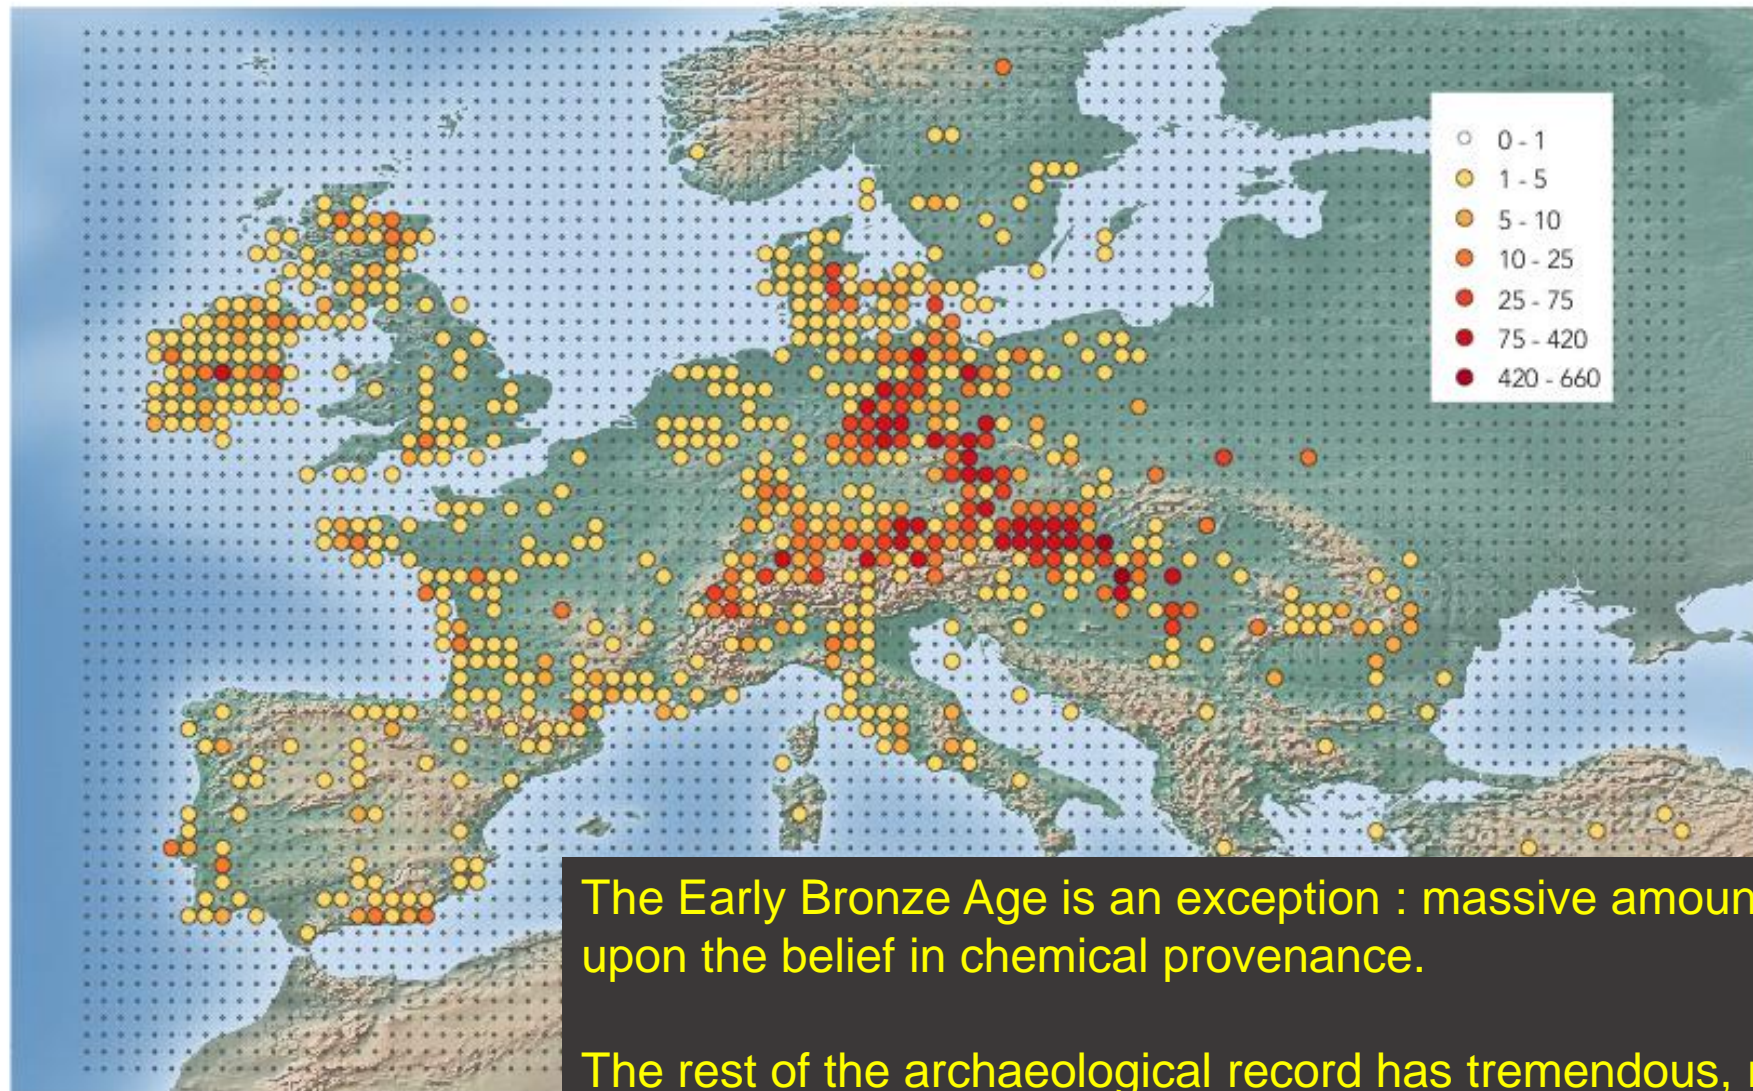 0 - 1
1 - 5
5 - 10
10 - 25
25 - 75
75 - 420
420 - 660
The Early Bronze Age is an exception : massive amoun
upon the belief in chemical provenance.
The rest of the archaeological record has tremendous,